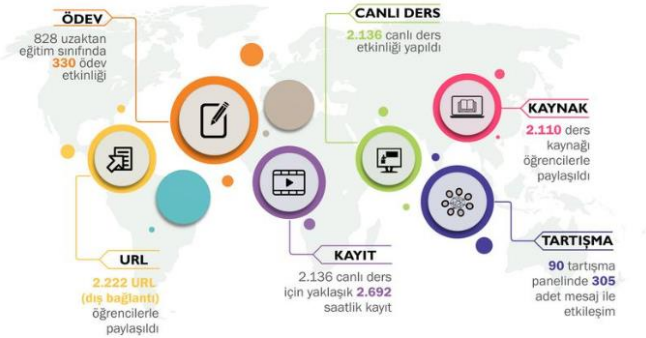 ÖDEV
828 uzaktan
eğitim sınıfında
330 ödev
etkinliği
CANLI DERS
2.136 canlı ders
etkinliği yapıldı
KAYNAK
2.110 ders
kaynağı
öğrencilerle
paylaşıldı
URL
2.222 URL
(dış bağlantı)
öğrencilerle
paylaşıldı
KAYIT
2.136 canlı ders
için yaklaşık 2.692
saatlik kayıt
TARTIŞMA
90 tartışma
panelinde 305
adet mesaj ile
etkileşim